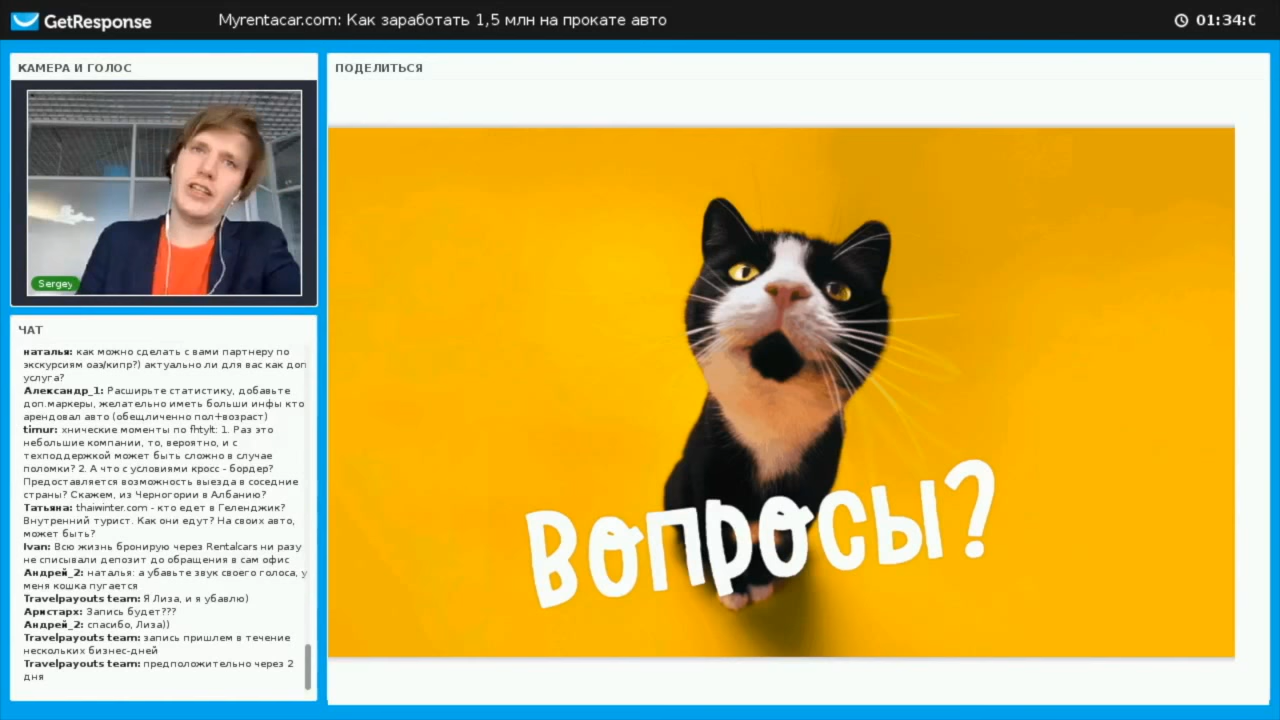 GetResponse
Myrentacar.com: Как заработать 1,5 млн на прокате авто
01:34:0
КАМЕРА И ГОЛОС
ПОДЕЛИТЬСЯ
Sergey
ЧАТ
наталья: как можно сделать с вами партнеру по
экскурсиям оаэ/кипр?) актуально ли для вас как доп
услуга?
Александр_1: Расширьте статистику, добавьте
доп.маркеры, желательно иметь больши инфы кто
арендовал авто (обещличенно пол+возраст)
timur: хнические моменты по fhtylt: 1. Раз это
небольшие компании, то, вероятно, и с
техподдержкой может быть сложно в случае
поломки? 2. А что с условиями кросс - бордер?
Предоставляется возможность выезда в соседние
страны? Скажем, из Черногории в Албанию?
Татьяна: thaiwinter.com - кто едет в Геленджик?
Внутренний турист. Как они едут? На своих авто,
может быть?
Ivan: Всю жизнь бронирую через Rentalcars ни разу
не списывали депозит до обращения в сам офис
Андрей_2: наталья: а убавьте звук своего голоса, у
меня кошка пугается
Travelpayouts team: Я Лиза, и я убавлю)
Аристарх: Запись будет???
Андрей_2: спасибо, Лиза))
Travelpayouts team: запись пришлем в течение
нескольких бизнес-дней
Travelpayouts team: предположительно через 2
дня
Вопросы?